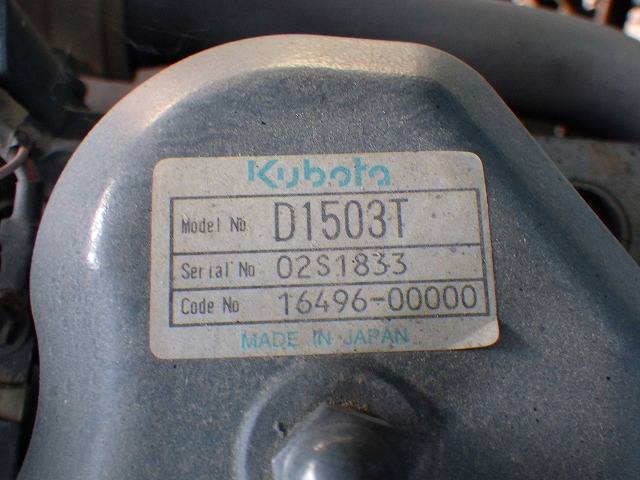 Kubota
Model No D1503T
Serial No 02S1833
Code No 16496-00000
MADE IN JAPAN